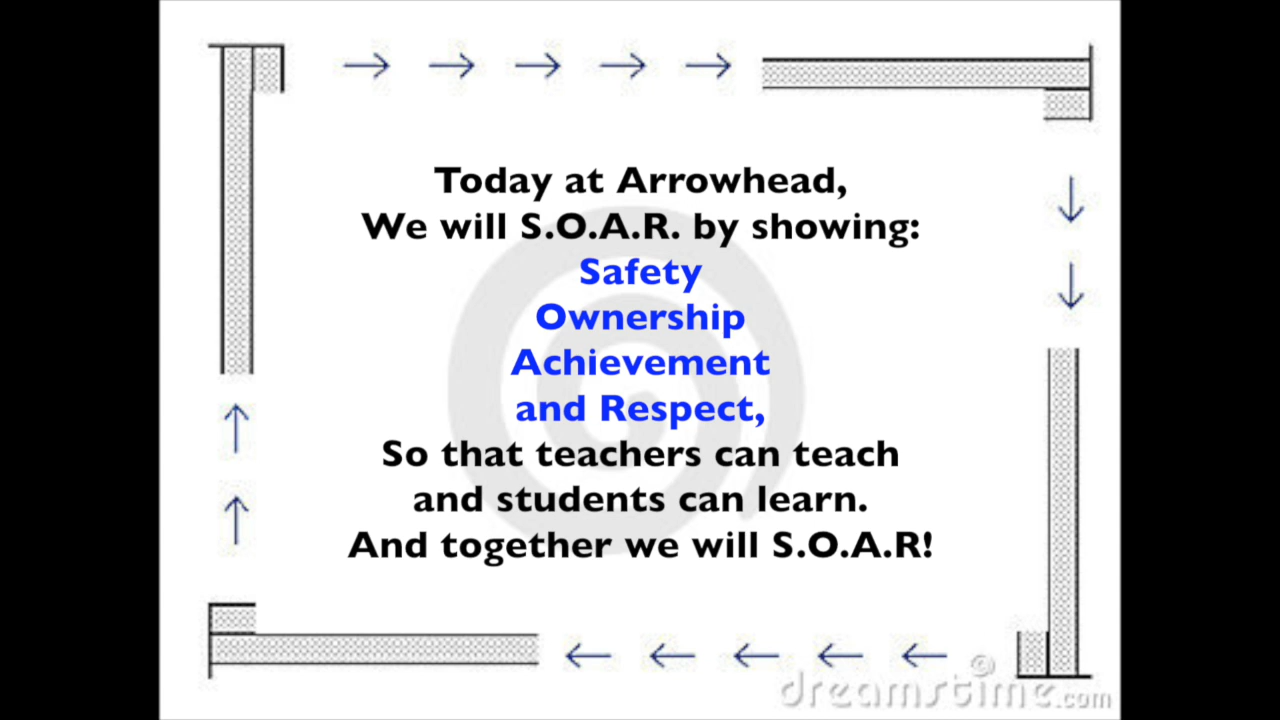 Today at Arrowhead,
We will S.O.A.R. by showing:
Safety
Ownership
Achievement
and Respect,
So that teachers can teach
and students can learn.
And together we will S.O.A.R!
dreamstime.com